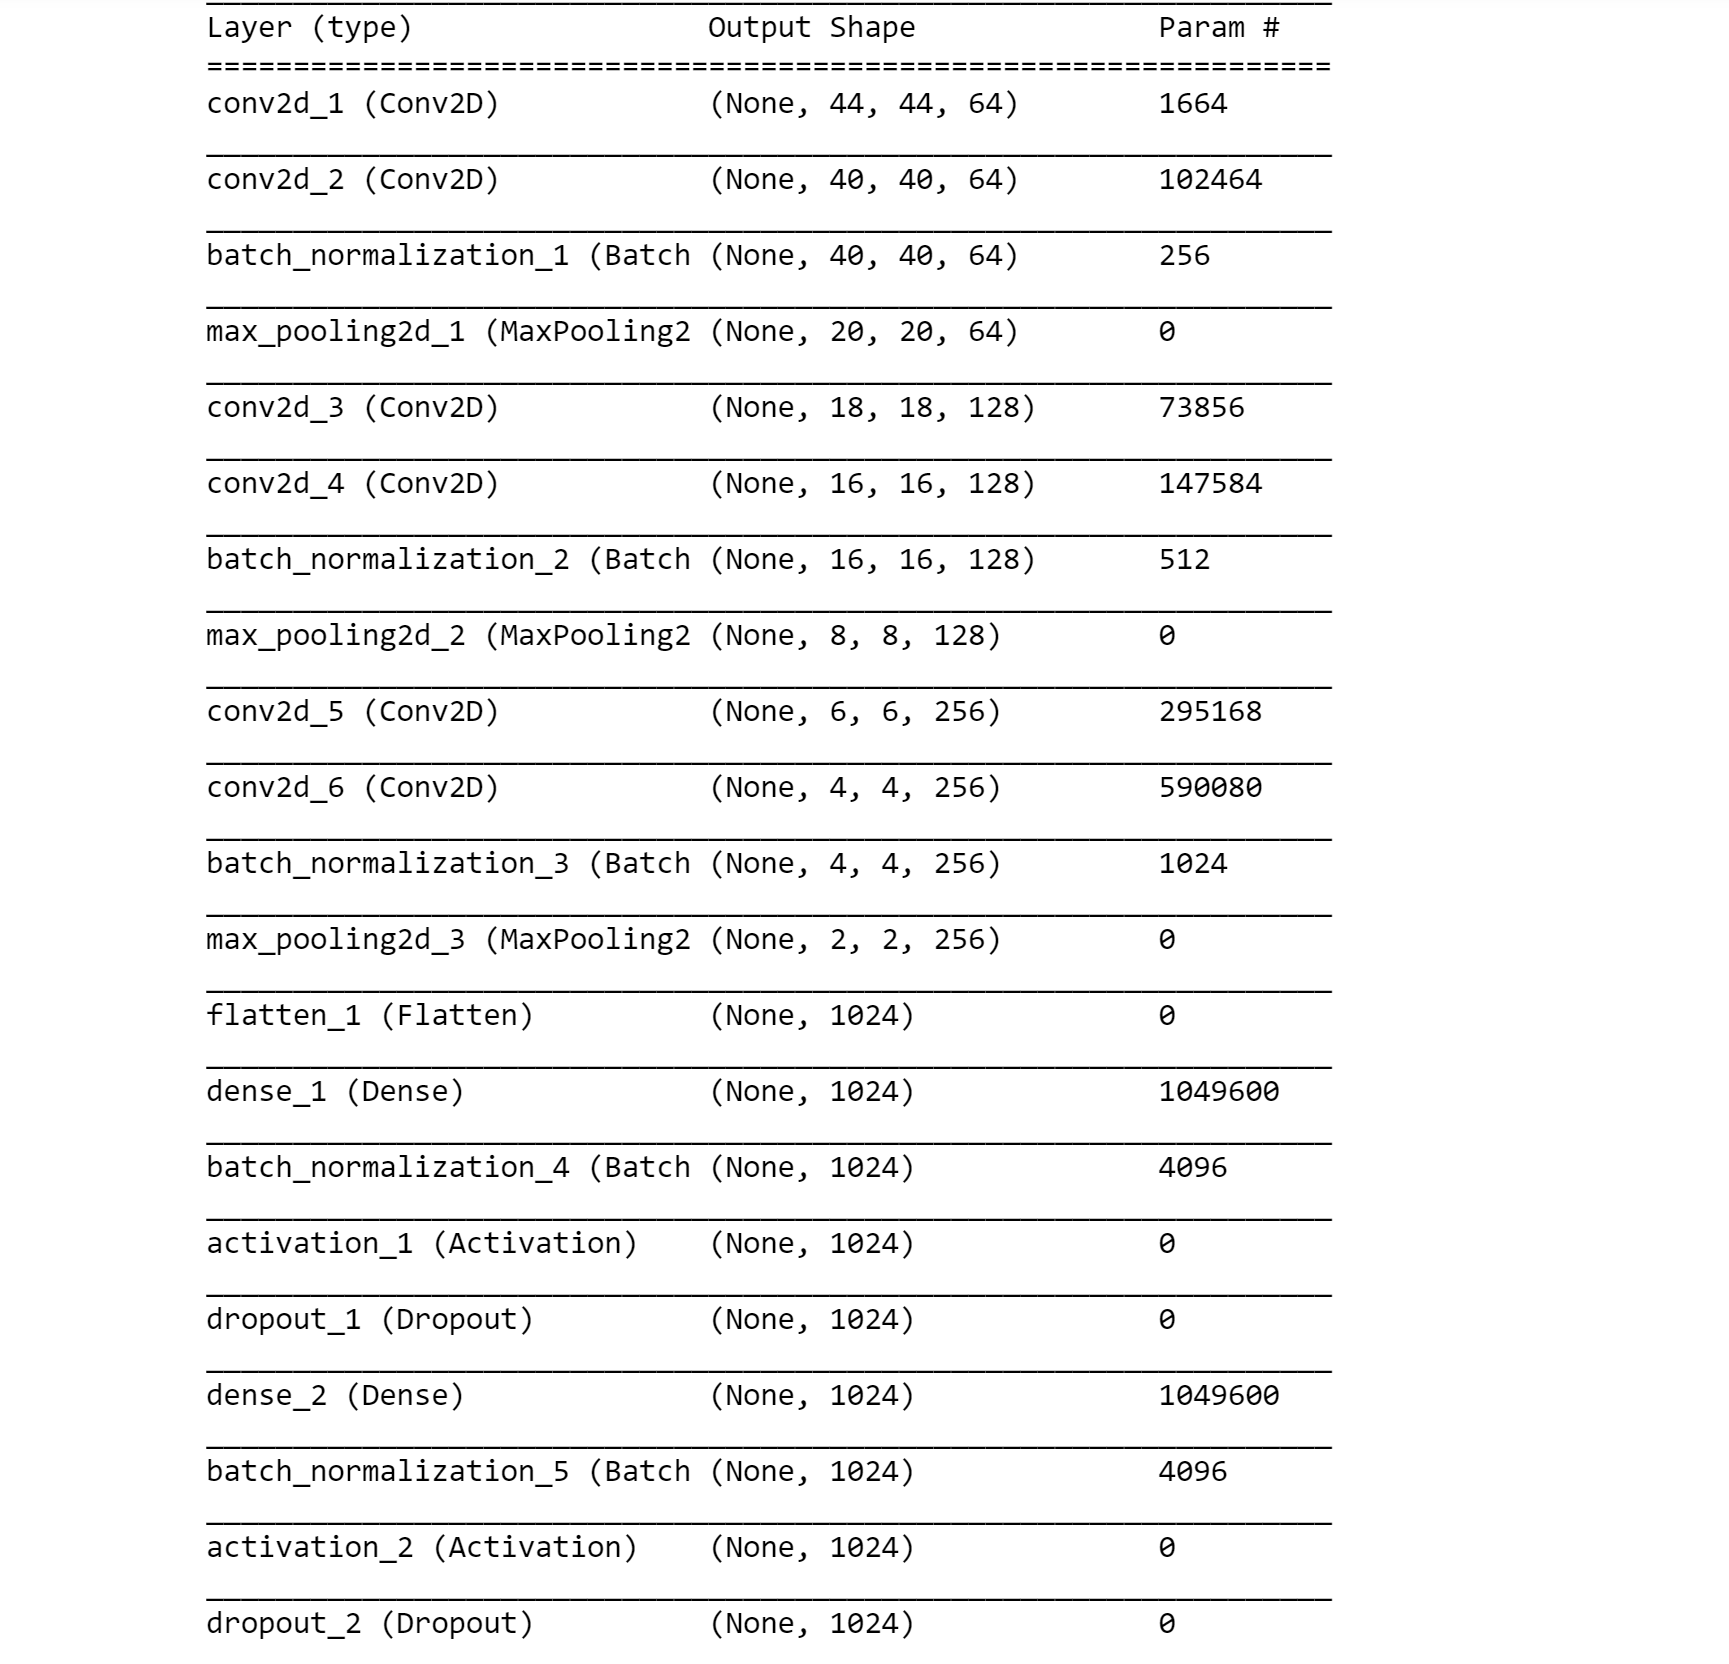 Layer (type) Output Shape Param #
=================================================================
conv2d_1 (Conv2D) (None, 44, 44, 64) 1664
conv2d_2 (Conv2D) (None, 40, 40, 64) 102464
batch_normalization_1 (Batch (None, 40, 40, 64) 256
max_pooling2d_1 (MaxPooling2 (None, 20, 20, 64) 0
conv2d_3 (Conv2D) (None, 18, 18, 128) 73856
conv2d_4 (Conv2D) (None, 16, 16, 128) 147584
batch_normalization_2 (Batch (None, 16, 16, 128) 512
max_pooling2d_2 (MaxPooling2 (None, 8, 8, 128) 0
conv2d_5 (Conv2D) (None, 6, 6, 256) 295168
conv2d_6 (Conv2D) (None, 4, 4, 256) 590080
batch_normalization_3 (Batch (None, 4, 4, 256) 1024
max_pooling2d_3 (MaxPooling2 (None, 2, 2, 256) 0
flatten_1 (Flatten) (None, 1024) 0
dense_1 (Dense) (None, 1024) 1049600
batch_normalization_4 (Batch (None, 1024) 4096
activation_1 (Activation) (None, 1024) 0
dropout_1 (Dropout) (None, 1024) 0
dense_2 (Dense) (None, 1024) 1049600
batch_normalization_5 (Batch (None, 1024) 4096
activation_2 (Activation) (None, 1024) 0
dropout_2 (Dropout) (None, 1024) 0